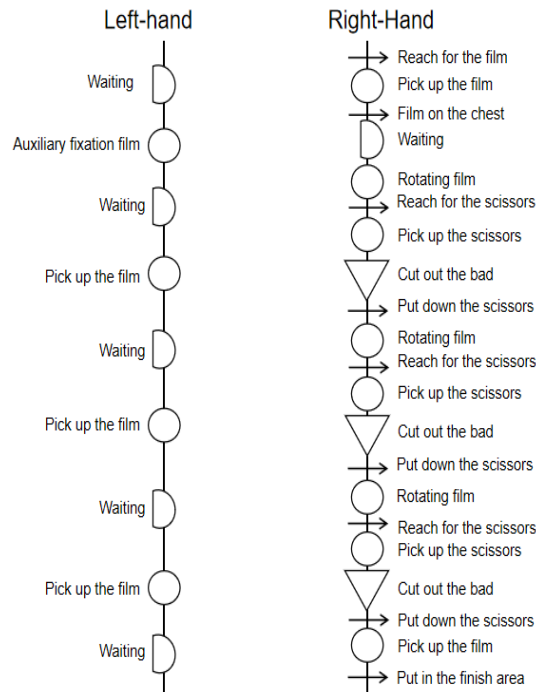 Left-hand
Right-Hand
Reach for the film
Waiting
Pick up the film
Film on the chest
Auxiliary fixation film
Waiting
Rotating film
Waiting
Reach for the scissors
Pick up the scissors
Pick up the film
Cut out the bad
Put down the scissors
Rotating film
Waiting
Reach for the scissors
Pick up the scissors
Pick up the film
Cut out the bad
Put down the scissors
Rotating film
Waiting
Reach for the scissors
Pick up the scissors
Pick up the film
Cut out the bad
Put down the scissors
Waiting
Pick up the film
Put in the finish area